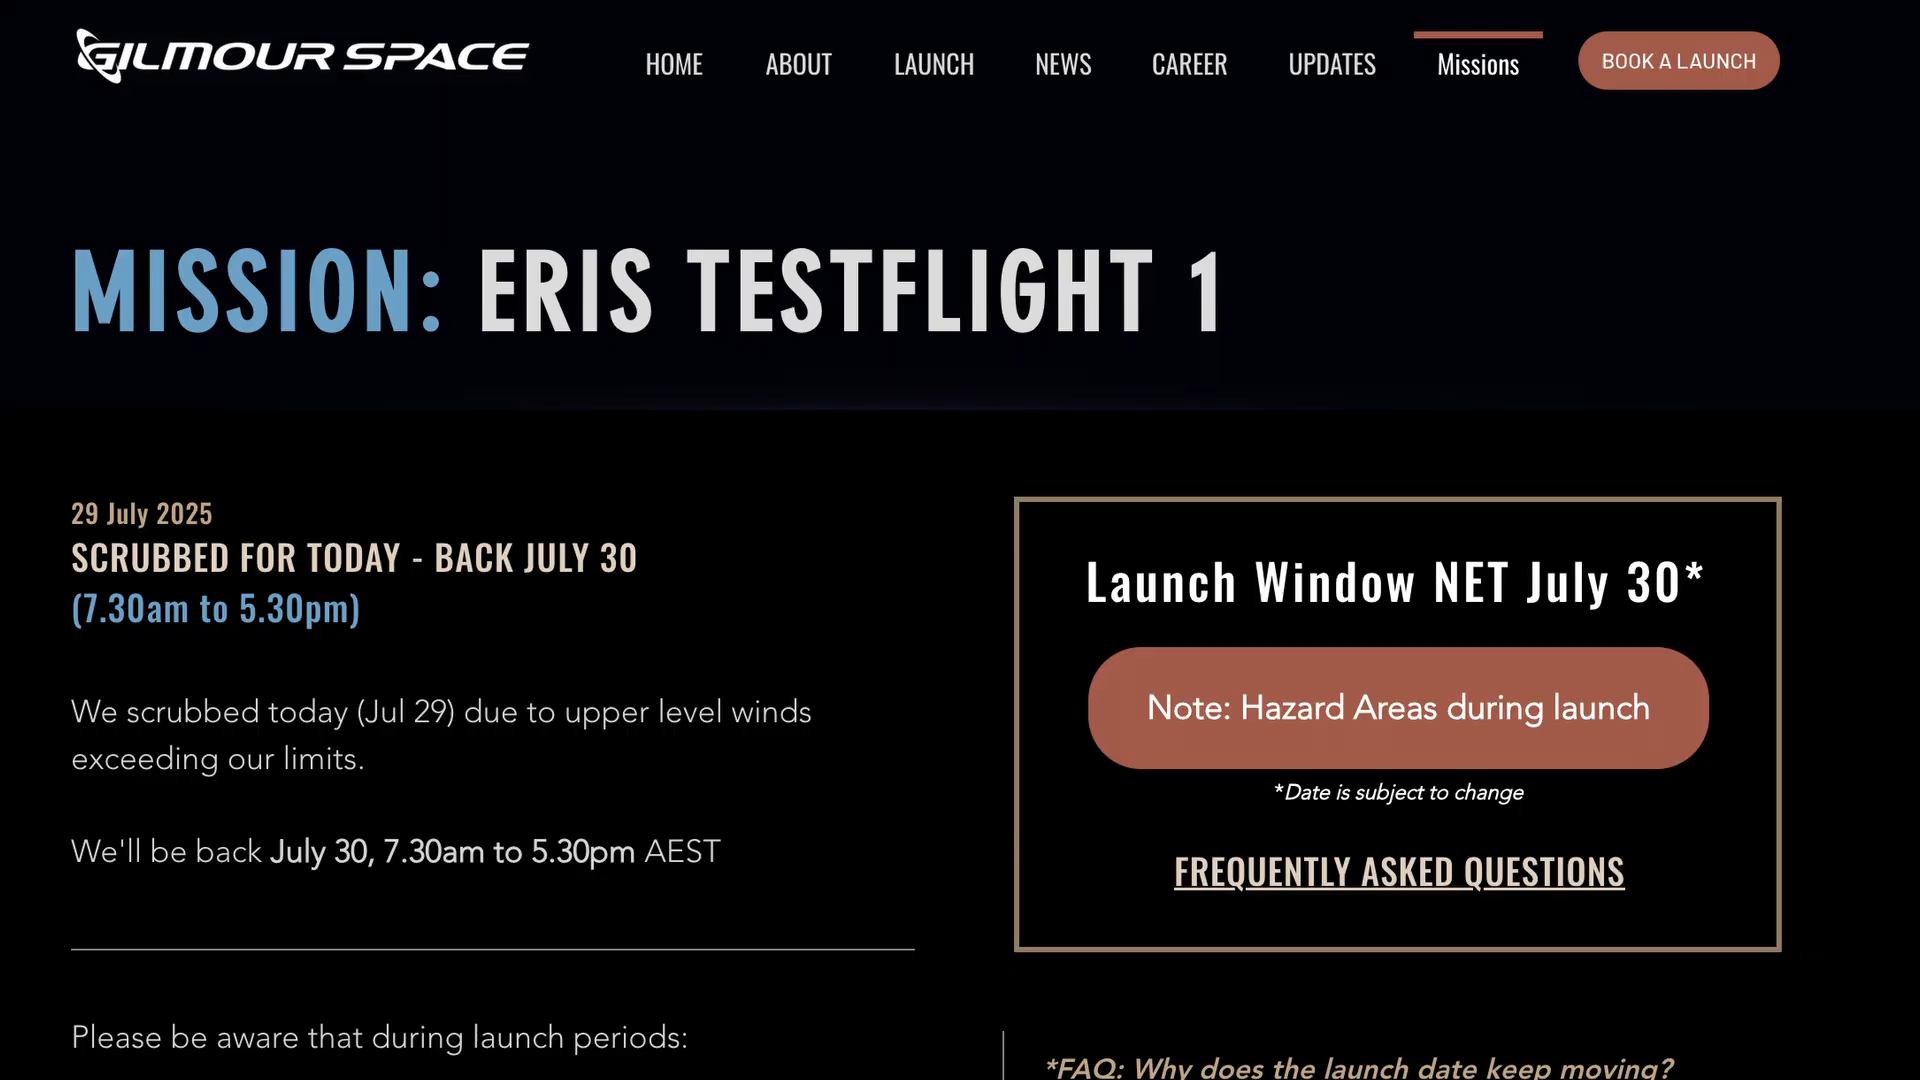 GILMOUR SPACE
HOME
ABOUT
LAUNCH
NEWS
CAREER
UPDATES
Missions
BOOK A LAUNCH
MISSION: ERIS TESTFLIGHT 1
29 July 2025
SCRUBBED FOR TODAY - BACK JULY 30
(7.30am to 5.30pm)
We scrubbed today (Jul 29) due to upper level winds
exceeding our limits.
We'll be back July 30, 7.30am to 5.30pm AEST
Please be aware that during launch periods:
Launch Window NET July 30*
Note: Hazard Areas during launch
*Date is subject to change
FREQUENTLY ASKED QUESTIONS
*FAQ: Why does the launch date keep moving?